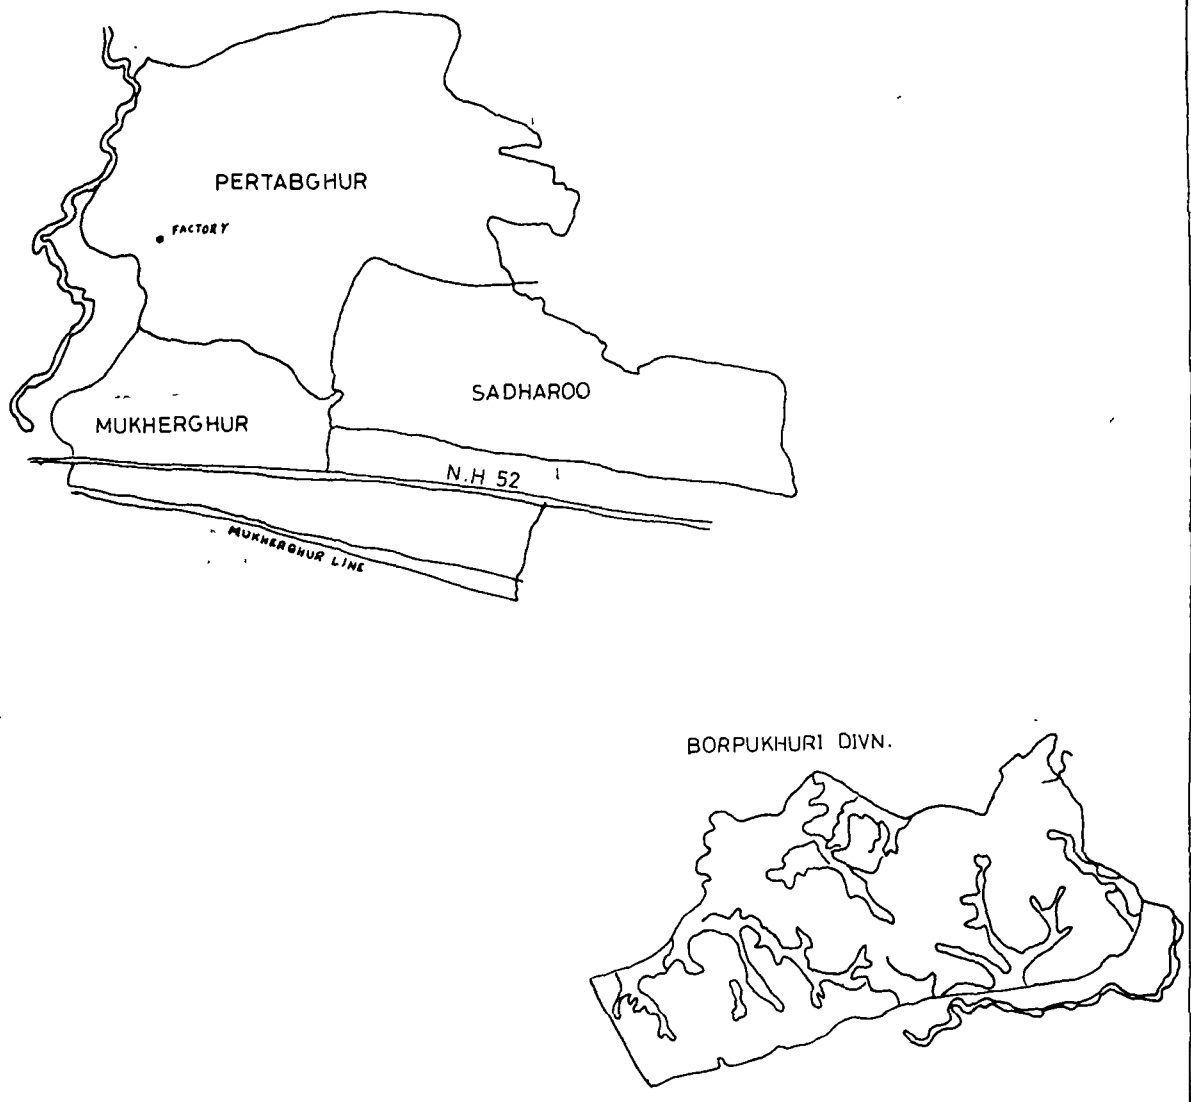 PERTABGHUR
FACTORY
SADHAROO
MUKHERGHUR
N.H 52
MUKHERGHUR LINE
BORPUKHURI DIVN.